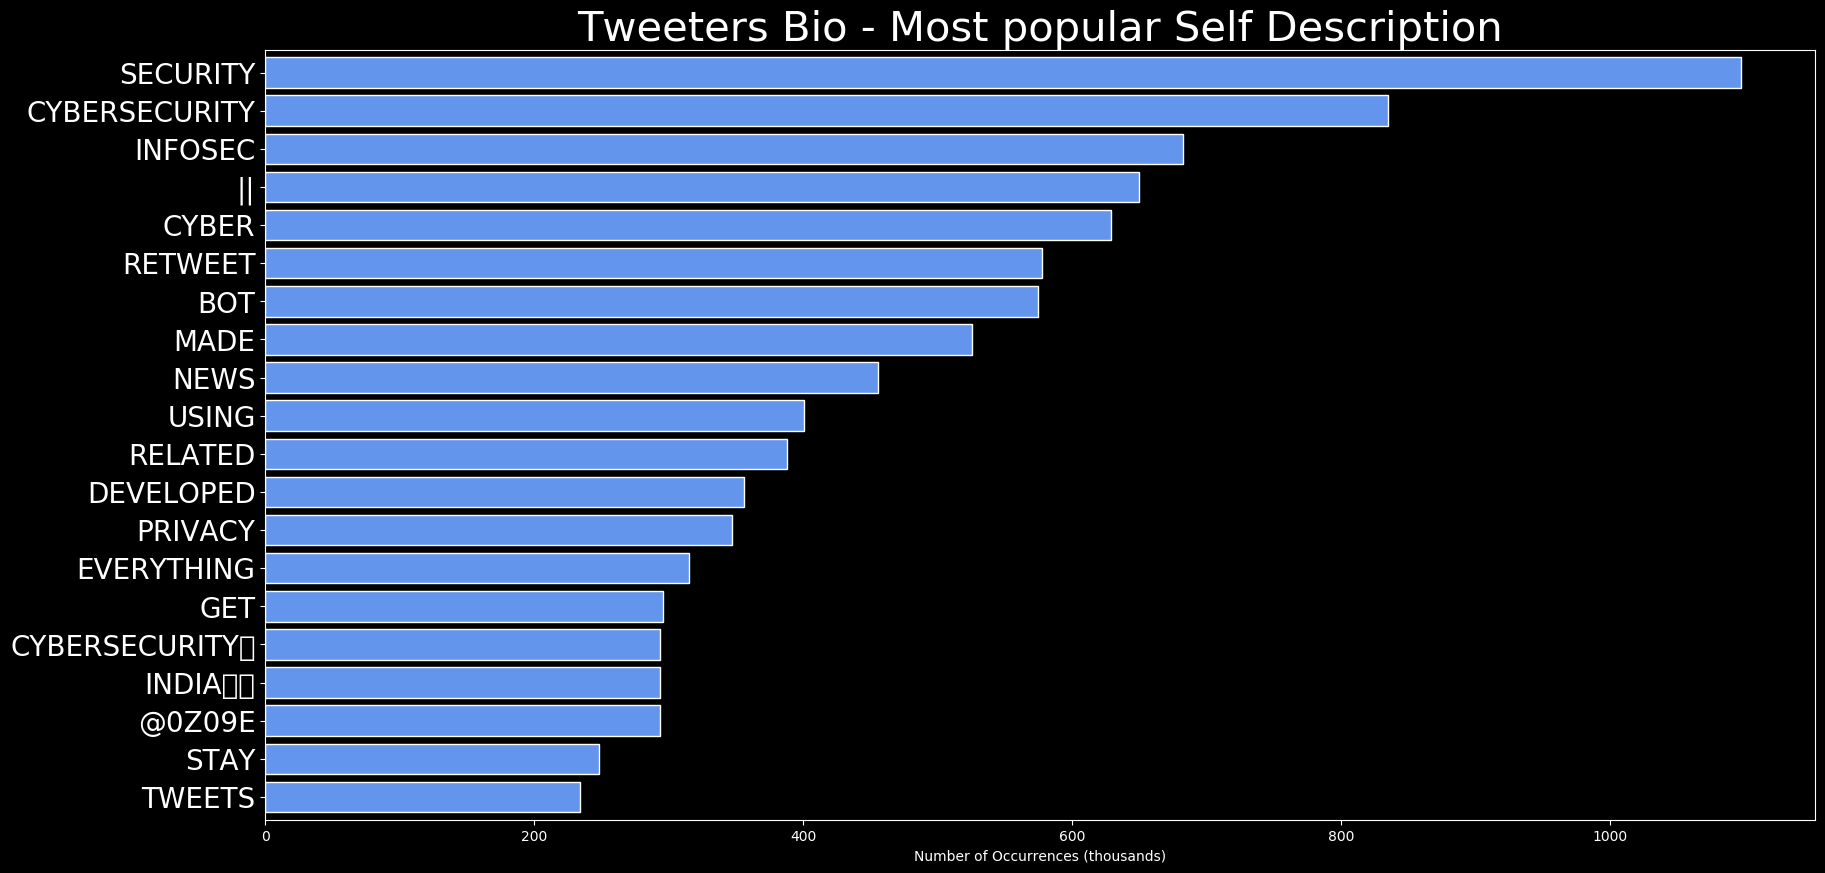 Tweeters Bio - Most popular Self Description
SECURITY
CYBERSECURITY
INFOSEC
||
CYBER
RETWEET
BOT
MADE
NEWS
USING
RELATED
DEVELOPED
PRIVACY
EVERYTHING
GET
CYBERSECURITY▯
INDIA▯▯
@0Z09E
STAY
TWEETS
0 200 400 600 800 1000
Number of Occurrences (thousands)